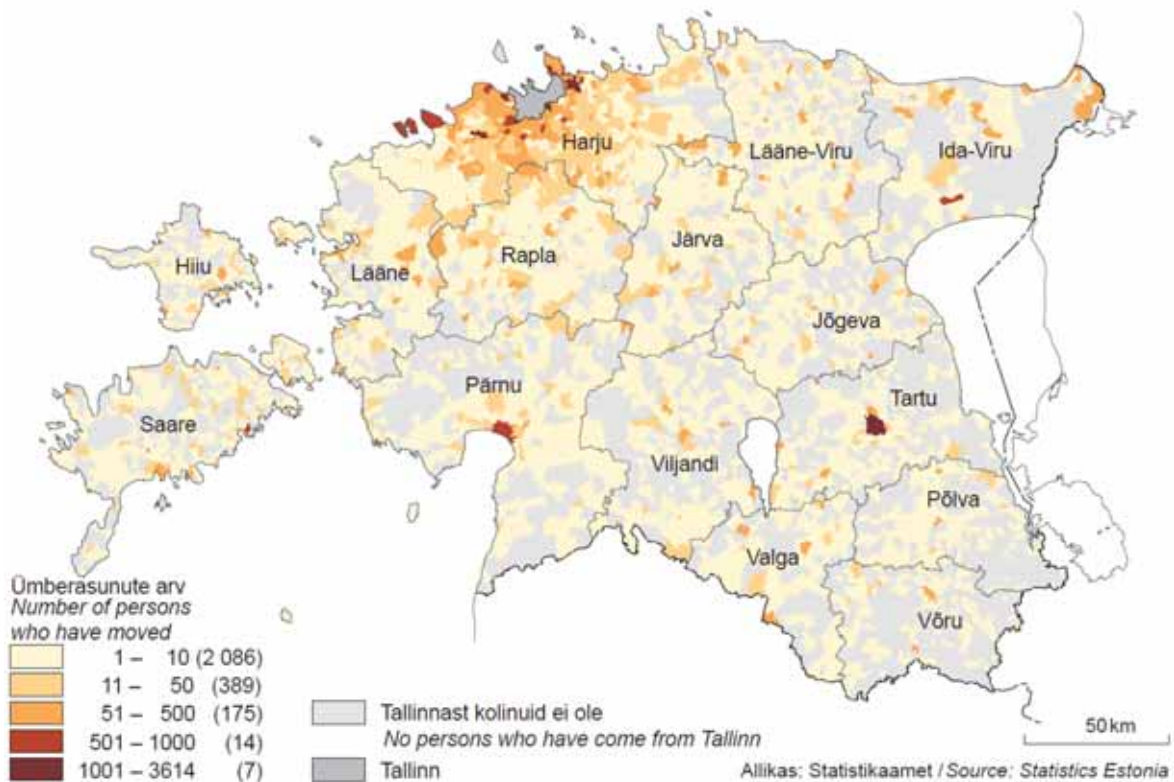 Harju
Lääne-Viru
Ida-Viru
Hiiu
Lääne
Rapla
Järva
Jõgeva
Saare
Pärnu
Viljandi
Tartu
Põlva
Valga
Võru
Ümberasunute arv
Number of persons
who have moved
1 – 10 (2 086)
11 – 50 (389)
51 – 500 (175)
501 – 1000 (14)
1001 – 3614 (7)
Tallinnast kolinuid ei ole
No persons who have come from Tallinn
Tallinn
50 km
Allikas: Statistikaamet / Source: Statistics Estonia